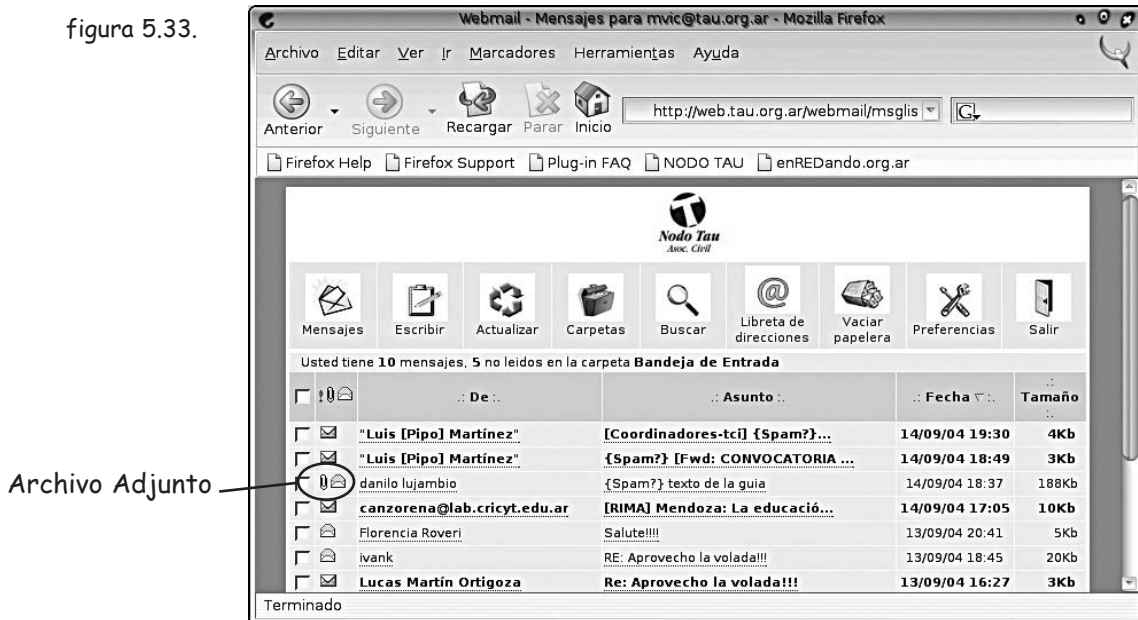 figura 5.33.
Webmail - Mensajes para mvic@tau.org.ar - Mozilla Firefox
Archivo Editar Ver Ir Marcadores Herramientas Ayuda
Anterior Siguiente Recargar Parar Inicio http://web.tau.org.ar/webmail/msglis G
Firefox Help Firefox Support Plug-in FAQ NODO TAU enREDando.org.ar
Nodo Tau
Asoc. Civil
Mensajes Escribir Actualizar Carpetas Buscar Libreta de direcciones Vaciar papelera Preferencias Salir
Usted tiene 10 mensajes, 5 no leidos en la carpeta Bandeja de Entrada
.: De :. .: Asunto :. .: Fecha :. .: Tamaño :.
"Luis [Pipo] Martínez" [Coordinadores-tci] {Spam?}... 14/09/04 19:30 4Kb
"Luis [Pipo] Martínez" {Spam?} [Fwd: CONVOCATORIA ... 14/09/04 18:49 3Kb
Archivo Adjunto danilo lujambio {Spam?} texto de la guia 14/09/04 18:37 188Kb
canzorena@lab.cricyt.edu.ar [RIMA] Mendoza: La educació... 14/09/04 17:05 10Kb
Florencia Roveri Salute!!!! 13/09/04 20:41 5Kb
ivank RE: Aprovecho la volada!!! 13/09/04 18:45 20Kb
Lucas Martín Ortigoza Re: Aprovecho la volada!!! 13/09/04 16:27 3Kb
Terminado